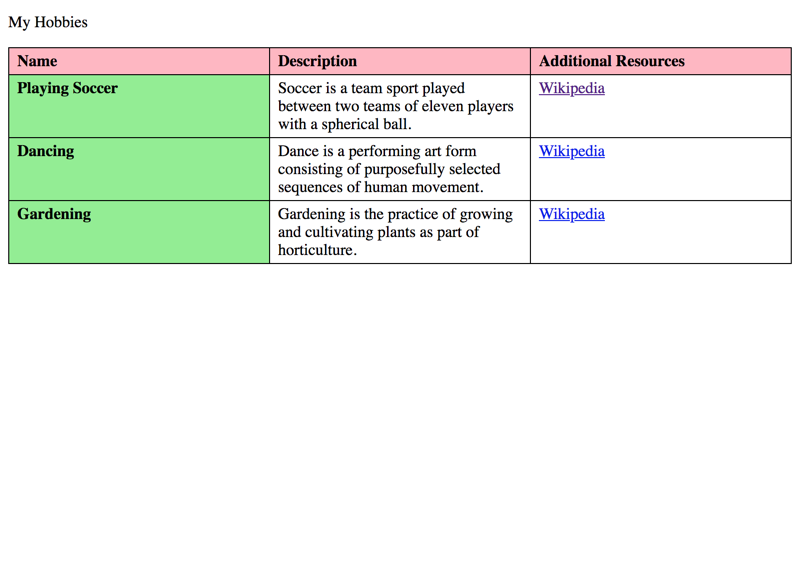 My Hobbies
Name Description Additional Resources
Playing Soccer Soccer is a team sport played Wikipedia
between two teams of eleven players
with a spherical ball.
Dancing Dance is a performing art form Wikipedia
consisting of purposefully selected
sequences of human movement.
Gardening Gardening is the practice of growing Wikipedia
and cultivating plants as part of
horticulture.